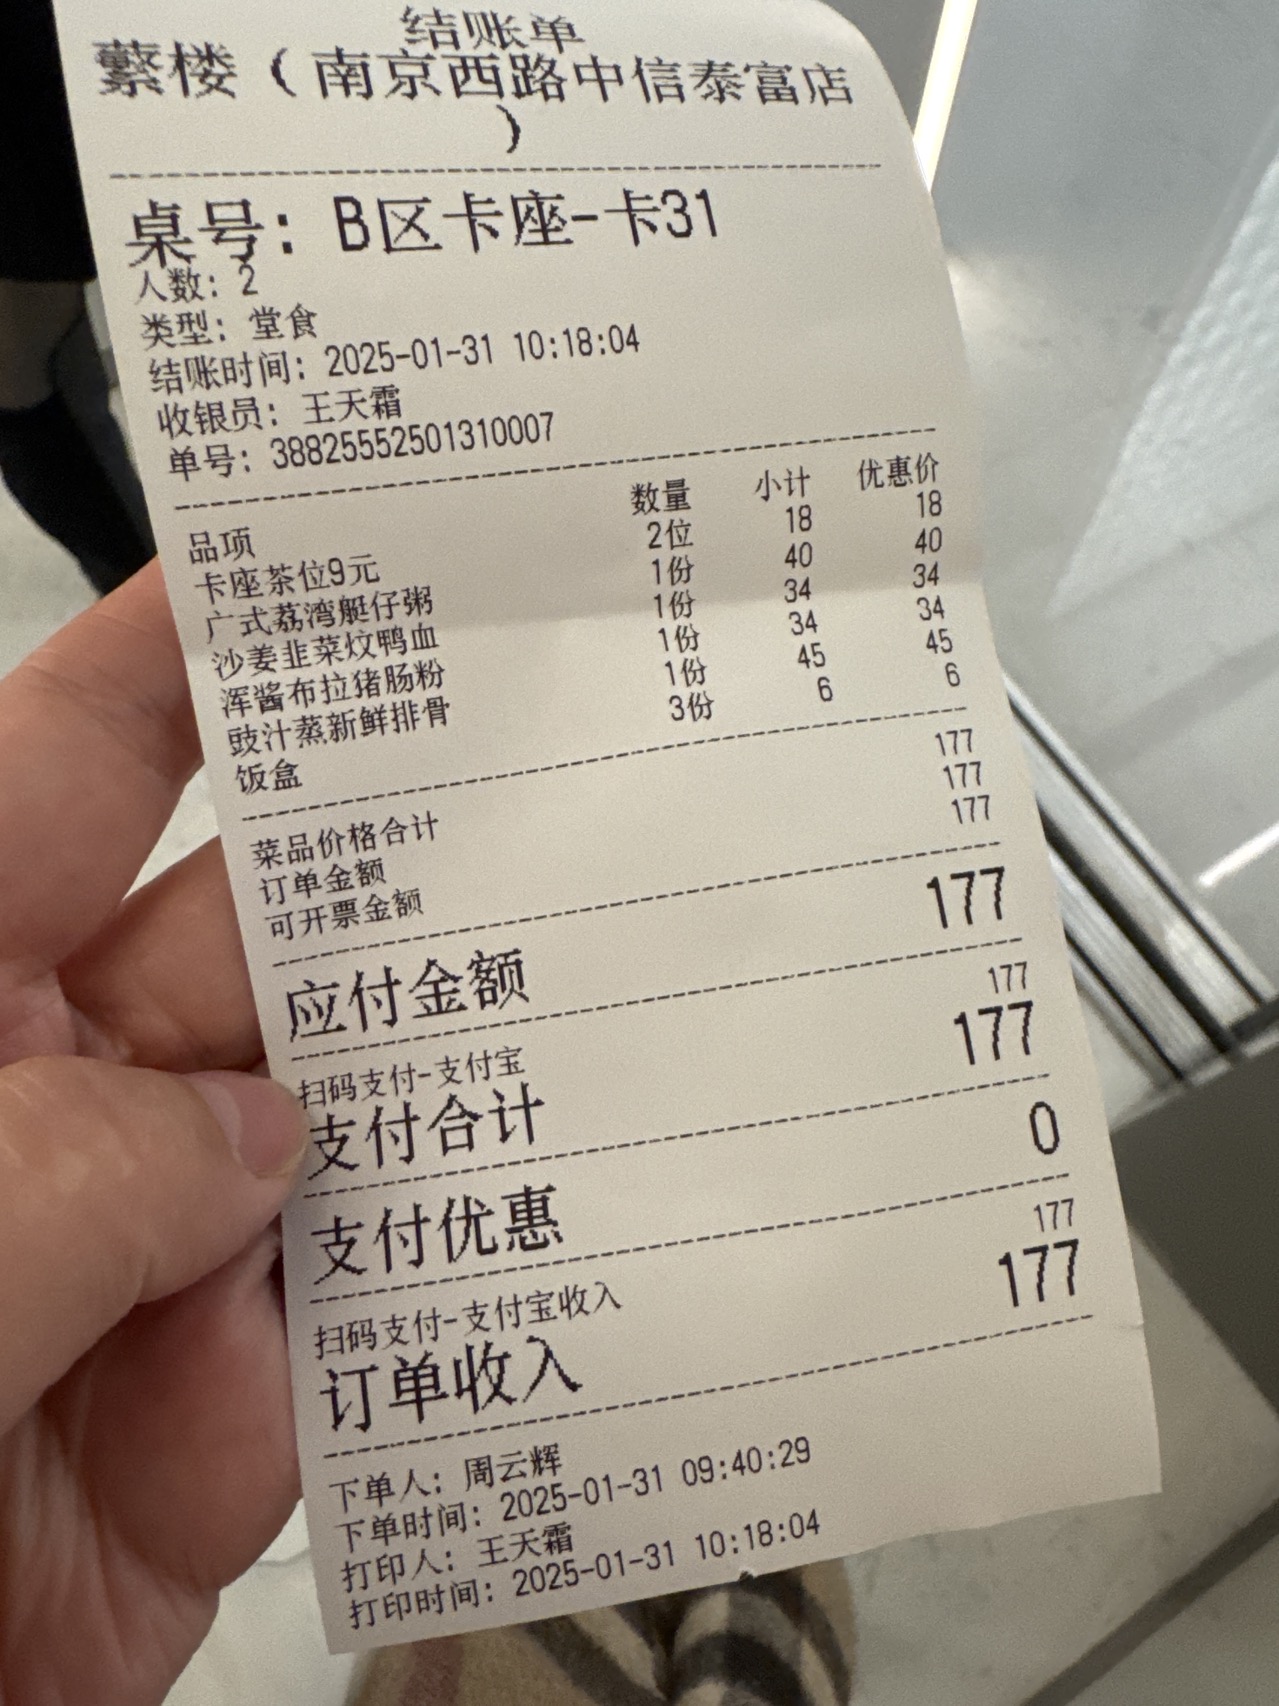 结账单
蘩楼（南京西路中信泰富店
）
桌号：B区卡座-卡31
人数：2
类型：堂食
结账时间：2025-01-31 10:18:04
收银员：王天霜
单号：38825552501310007
品项 数量 小计 优惠价
卡座茶位9元 2位 18 18
广式荔湾艇仔粥 1份 40 40
沙姜韭菜炆鸭血 1份 34 34
浑酱布拉猪肠粉 1份 34 34
豉汁蒸新鲜排骨 1份 45 45
饭盒 3份 6 6
菜品价格合计 177
订单金额 177
可开票金额 177
应付金额 177
扫码支付-支付宝 177
支付合计 177
支付优惠 0
扫码支付-支付宝收入 177
订单收入 177
下单人：周云辉
下单时间：2025-01-31 09:40:29
打印人：王天霜
打印时间：2025-01-31 10:18:04